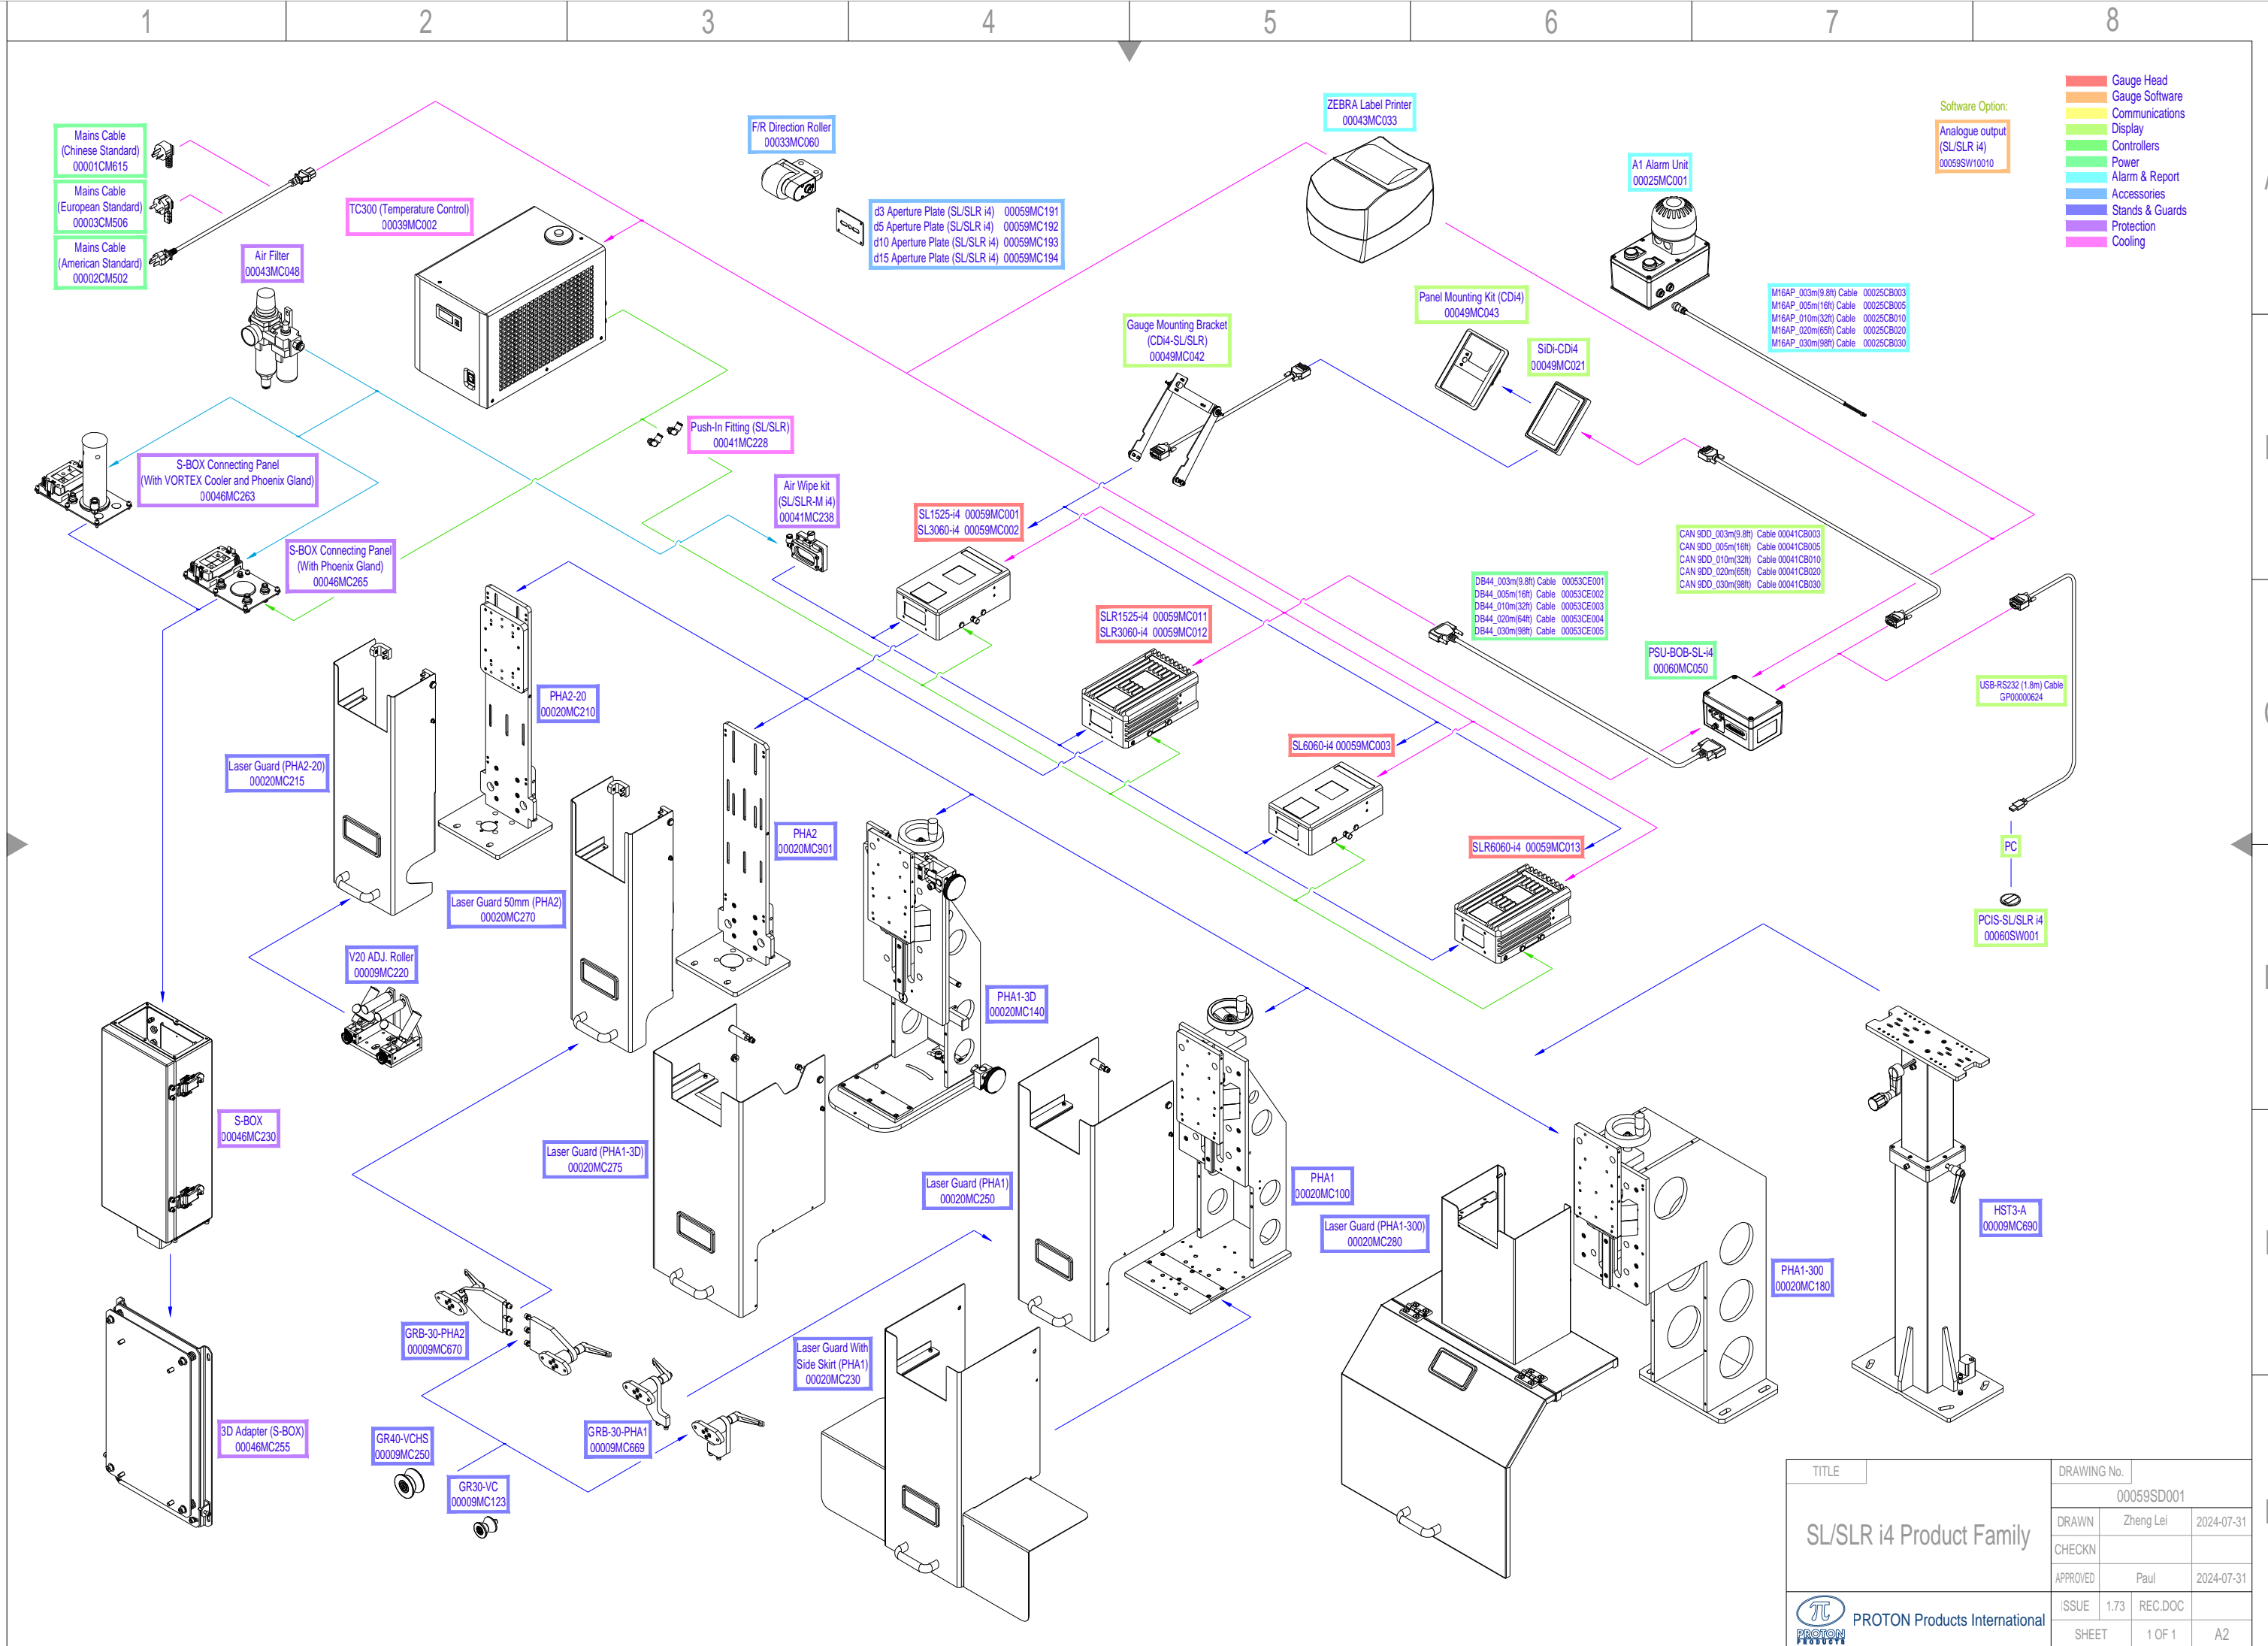 1 2 3 4 5 6 7 8
Gauge Head
Gauge Software
Communications
Display
Controllers
Power
Alarm & Report
Accessories
Stands & Guards
Protection
Cooling
Software Option:
Analogue output
(SL/SLR i4)
00059SW10010
Mains Cable
(Chinese Standard)
00001CM615
Mains Cable
(European Standard)
00003CM506
Mains Cable
(American Standard)
00002CM502
Air Filter
00043MC048
TC300 (Temperature Control)
00039MC002
F/R Direction Roller
00033MC060
d3 Aperture Plate (SL/SLR i4) 00059MC191
d5 Aperture Plate (SL/SLR i4) 00059MC192
d10 Aperture Plate (SL/SLR i4) 00059MC193
d15 Aperture Plate (SL/SLR i4) 00059MC194
ZEBRA Label Printer
00043MC033
A1 Alarm Unit
00025MC001
M16AP_003m(9.8ft) Cable 00025CB003
M16AP_005m(16ft) Cable 00025CB005
M16AP_010m(32ft) Cable 00025CB010
M16AP_020m(65ft) Cable 00025CB020
M16AP_030m(98ft) Cable 00025CB030
Panel Mounting Kit (CDi4)
00049MC043
Gauge Mounting Bracket
(CDi4-SL/SLR)
00049MC042
SiDi-CDi4
00049MC021
Push-In Fitting (SL/SLR)
00041MC228
S-BOX Connecting Panel
(With VORTEX Cooler and Phoenix Gland)
00046MC263
Air Wipe kit
(SL/SLR-M i4)
00041MC238
SL1525-i4 00059MC001
SL3060-i4 00059MC002
CAN 9DD_003m(9.8ft) Cable 00041CB003
CAN 9DD_005m(16ft) Cable 00041CB005
CAN 9DD_010m(32ft) Cable 00041CB010
CAN 9DD_020m(65ft) Cable 00041CB020
CAN 9DD_030m(98ft) Cable 00041CB030
S-BOX Connecting Panel
(With Phoenix Gland)
00046MC265
DB44_003m(9.8ft) Cable 00053CE001
DB44_005m(16ft) Cable 00053CE002
DB44_010m(32ft) Cable 00053CE003
DB44_020m(64ft) Cable 00053CE004
DB44_030m(98ft) Cable 00053CE005
SLR1525-i4 00059MC011
SLR3060-i4 00059MC012
PSU-BOB-SL-i4
00060MC050
USB-RS232 (1.8m) Cable
GP00000624
PHA2-20
00020MC210
SL6060-i4 00059MC003
Laser Guard (PHA2-20)
00020MC215
PHA2
00020MC901
SLR6060-i4 00059MC013
PC
PCIS-SL/SLR i4
00060SW001
Laser Guard 50mm (PHA2)
00020MC270
V20 ADJ. Roller
00009MC220
PHA1-3D
00020MC140
S-BOX
00046MC230
Laser Guard (PHA1-3D)
00020MC275
Laser Guard (PHA1)
00020MC250
PHA1
00020MC100
Laser Guard (PHA1-300)
00020MC280
HST3-A
00009MC690
PHA1-300
00020MC180
GRB-30-PHA2
00009MC670
Laser Guard With
Side Skirt (PHA1)
00020MC230
3D Adapter (S-BOX)
00046MC255
GR40-VCHS
00009MC250
GRB-30-PHA1
00009MC669
GR30-VC
00009MC123
TITLE
SL/SLR i4 Product Family
DRAWING No.
00059SD001
DRAWN Zheng Lei 2024-07-31
CHECKN
APPROVED Paul 2024-07-31
ISSUE 1.73 REC.DOC
SHEET 1 OF 1 A2
PROTON Products International
PROTON
PRODUCTS